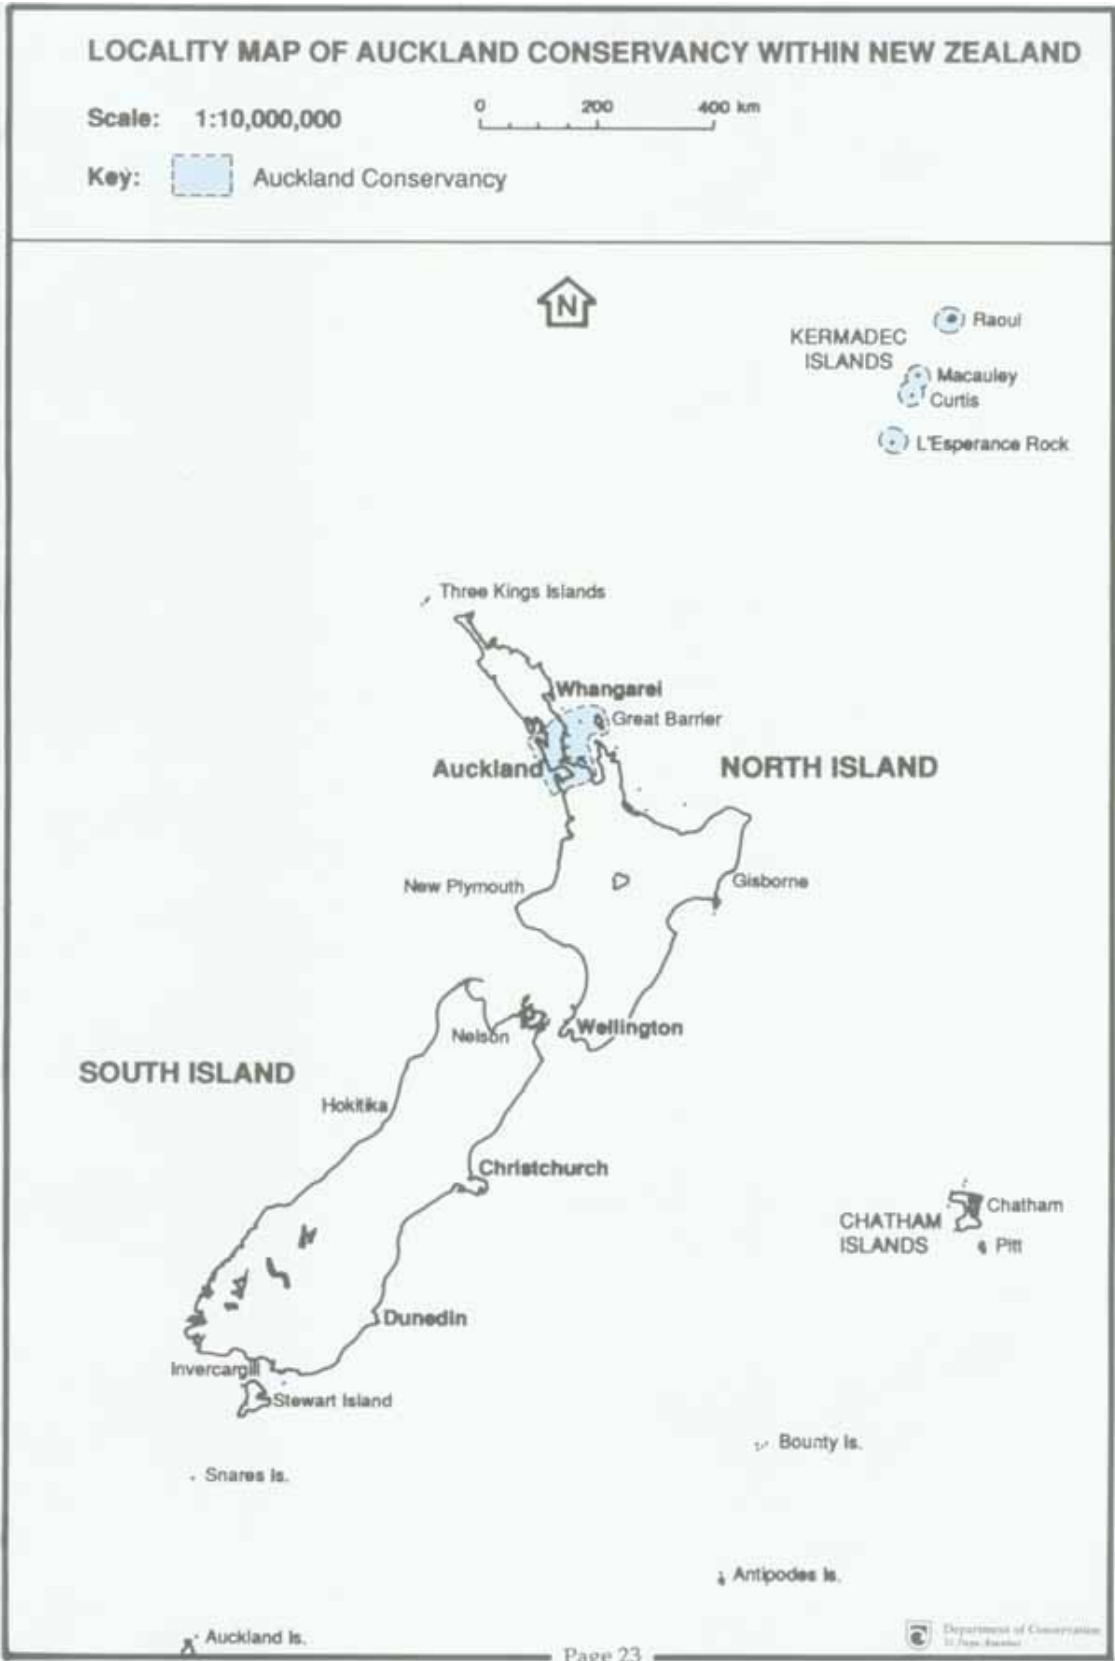 LOCALITY MAP OF AUCKLAND CONSERVANCY WITHIN NEW ZEALAND
Scale: 1:10,000,000
0 200 400 km
Key: Auckland Conservancy
N
Raoul
KERMADEC
ISLANDS
Macauley
Curtis
L'Esperance Rock
Three Kings Islands
Whangarei
Great Barrier
Auckland
NORTH ISLAND
New Plymouth
Gisborne
Nelson
Wellington
SOUTH ISLAND
Hokitika
Christchurch
Chatham
CHATHAM
ISLANDS
Pitt
Dunedin
Invercargill
Stewart Island
Bounty Is.
Snares Is.
Antipodes Is.
Auckland Is.
Department of Conservation
Page 23